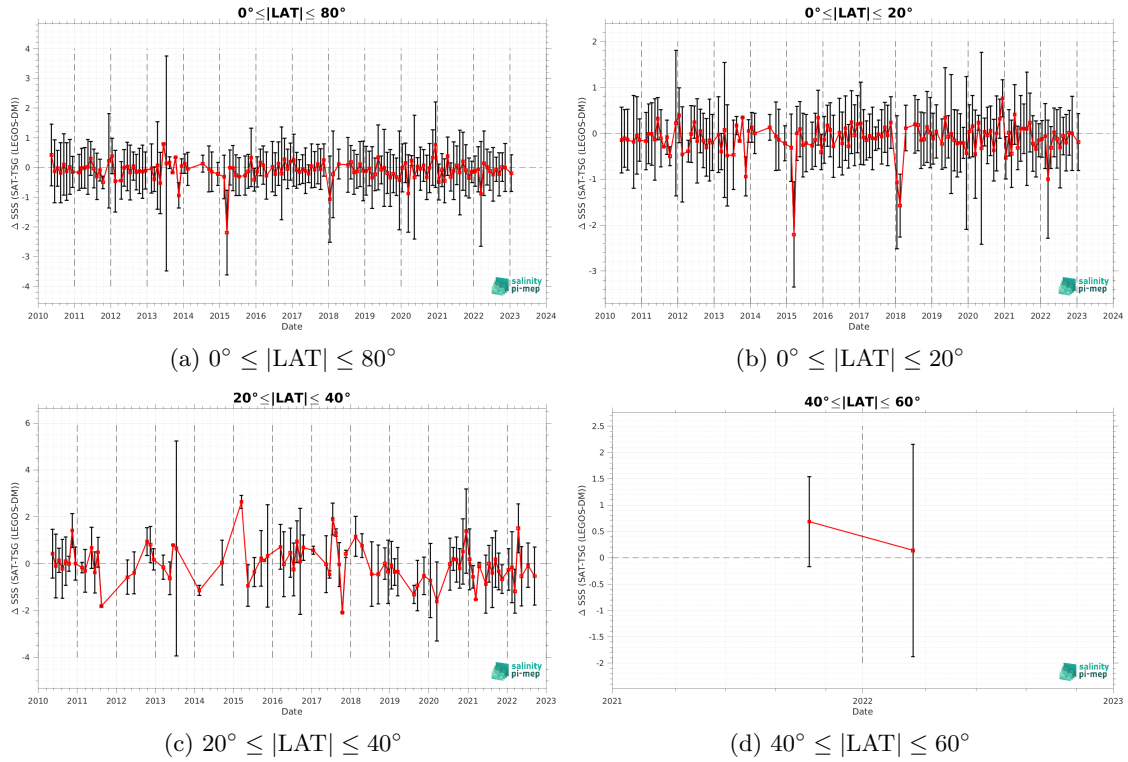 0°≤|LAT|≤ 80°
Δ SSS (SAT-TSG (LEGOS-DM))
4
3
2
1
0
-1
-2
-3
-4
salinity
pi-mep
2010 2011 2012 2013 2014 2015 2016 2017 2018 2019 2020 2021 2022 2023 2024
Date
(a) 0° ≤ |LAT| ≤ 80°
0°≤|LAT|≤ 20°
Δ SSS (SAT-TSG (LEGOS-DM))
2
1
0
-1
-2
-3
salinity
pi-mep
2010 2011 2012 2013 2014 2015 2016 2017 2018 2019 2020 2021 2022 2023 2024
Date
(b) 0° ≤ |LAT| ≤ 20°
20°≤|LAT|≤ 40°
Δ SSS (SAT-TSG (LEGOS-DM))
6
4
2
0
-2
-4
salinity
pi-mep
2010 2011 2012 2013 2014 2015 2016 2017 2018 2019 2020 2021 2022 2023
Date
(c) 20° ≤ |LAT| ≤ 40°
40°≤|LAT|≤ 60°
Δ SSS (SAT-TSG (LEGOS-DM))
2.5
2
1.5
1
0.5
0
-0.5
-1
-1.5
-2
salinity
pi-mep
2021 2022 2023
Date
(d) 40° ≤ |LAT| ≤ 60°